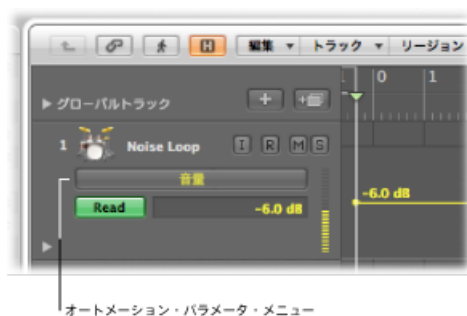 H 編集 ▼ トラック ▼ リージョン
0 1
▶ グローバルトラック + +
1 Noise Loop I R M S
音量
Read -6.0 dB
-6.0 dB
オートメーション・パラメータ・メニュー